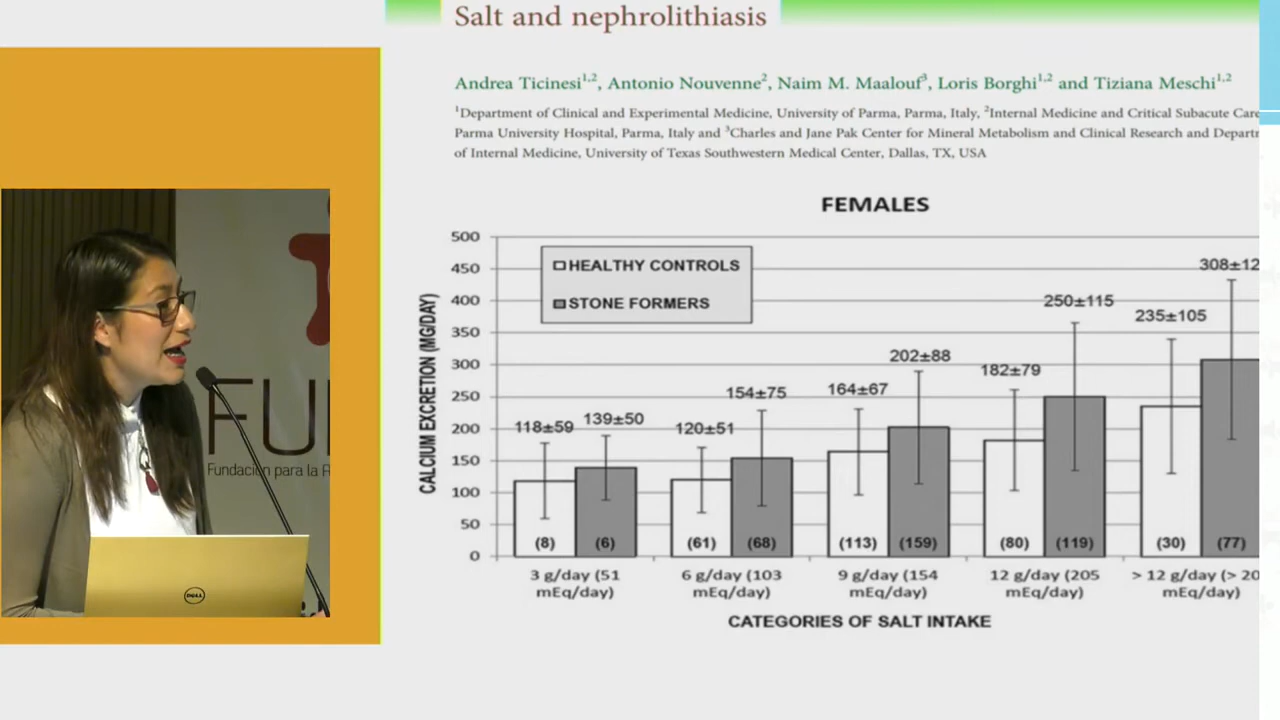 Salt and nephrolithiasis
Andrea Ticinesi1,2, Antonio Nouvenne2, Naim M. Maalouf3, Loris Borghi1,2 and Tiziana Meschi1,2
1Department of Clinical and Experimental Medicine, University of Parma, Parma, Italy, 2Internal Medicine and Critical Subacute Care
Parma University Hospital, Parma, Italy and 3Charles and Jane Pak Center for Mineral Metabolism and Clinical Research and Departr
of Internal Medicine, University of Texas Southwestern Medical Center, Dallas, TX, USA
FEMALES
HEALTHY CONTROLS
STONE FORMERS
CALCIUM EXCRETION (MG/DAY)
500
450
400
350
300
250
200
150
100
50
0
118±59
139±50
120±51
154±75
164±67
202±88
182±79
250±115
235±105
308±12
(8)
(6)
(61)
(68)
(113)
(159)
(80)
(119)
(30)
(77)
3 g/day (51
mEq/day)
6 g/day (103
mEq/day)
9 g/day (154
mEq/day)
12 g/day (205
mEq/day)
> 12 g/day (> 20
mEq/day)
CATEGORIES OF SALT INTAKE
FU
Fundación para la R
DELL